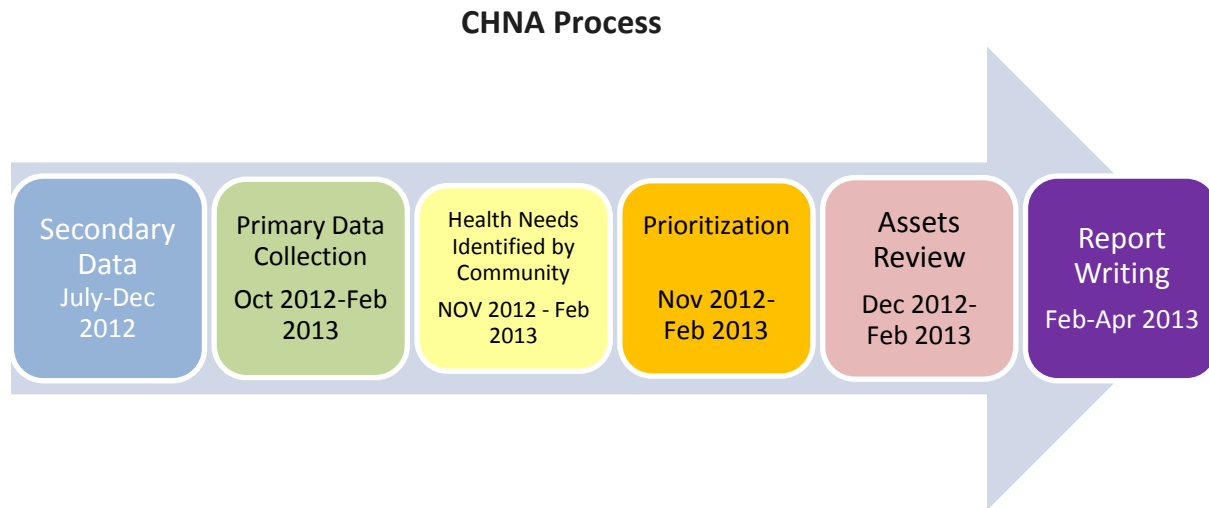 CHNA Process
Secondary
Data
July-Dec
2012
Primary Data
Collection
Oct 2012-Feb
2013
Health Needs
Identified by
Community
NOV 2012 - Feb
2013
Prioritization
Nov 2012-
Feb 2013
Assets
Review
Dec 2012-
Feb 2013
Report
Writing
Feb-Apr 2013